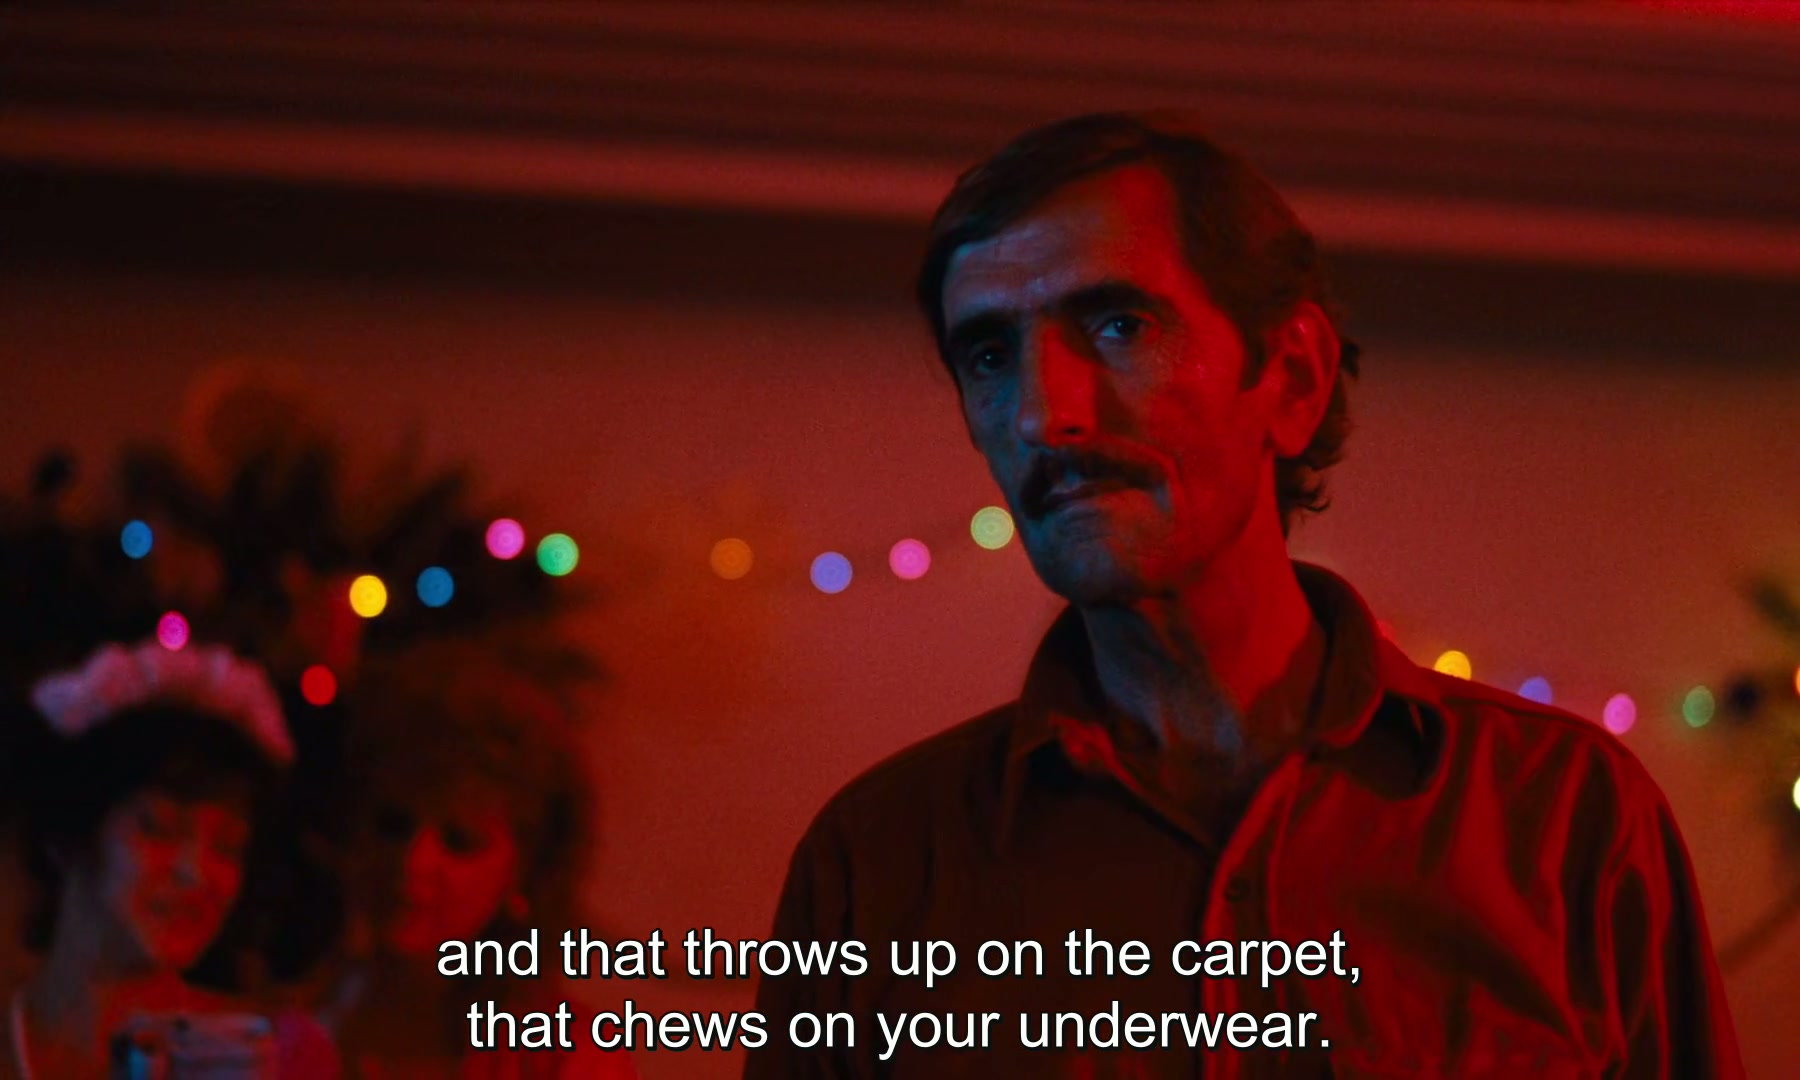 and that throws up on the carpet,
that chews on your underwear.